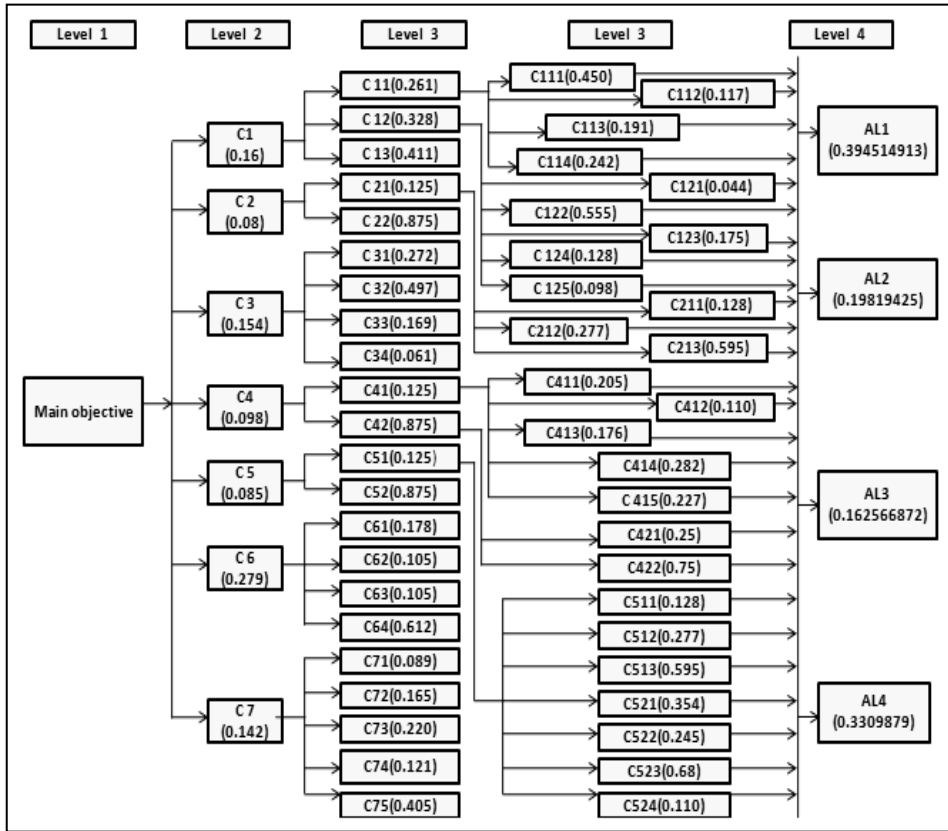 Level 1
Level 2
Level 3
Level 3
Level 4
Main objective
C1
(0.16)
C 2
(0.08)
C 3
(0.154)
C4
(0.098)
C 5
(0.085)
C 6
(0.279)
C 7
(0.142)
C 11(0.261)
C 12(0.328)
C 13(0.411)
C 21(0.125)
C 22(0.875)
C 31(0.272)
C 32(0.497)
C33(0.169)
C34(0.061)
C41(0.125)
C42(0.875)
C51(0.125)
C52(0.875)
C61(0.178)
C62(0.105)
C63(0.105)
C64(0.612)
C71(0.089)
C72(0.165)
C73(0.220)
C74(0.121)
C75(0.405)
C111(0.450)
C112(0.117)
C113(0.191)
C114(0.242)
C121(0.044)
C122(0.555)
C123(0.175)
C 124(0.128)
C 125(0.098)
C211(0.128)
C212(0.277)
C213(0.595)
C411(0.205)
C412(0.110)
C413(0.176)
C414(0.282)
C 415(0.227)
C421(0.25)
C422(0.75)
C511(0.128)
C512(0.277)
C513(0.595)
C521(0.354)
C522(0.245)
C523(0.68)
C524(0.110)
AL1
(0.394514913)
AL2
(0.19819425)
AL3
(0.162566872)
AL4
(0.3309879)